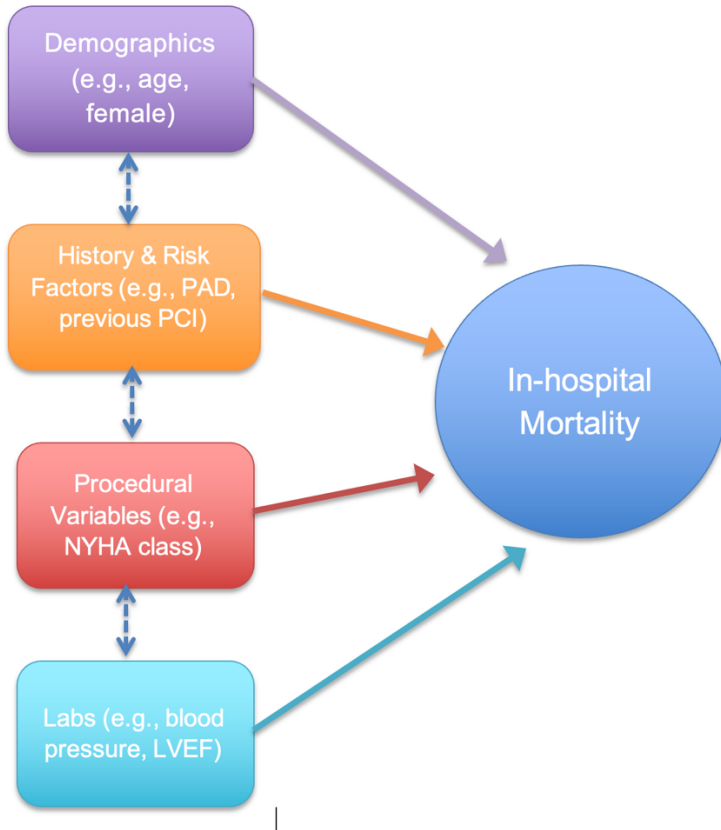 Demographics
(e.g., age,
female)
History & Risk
Factors (e.g., PAD,
previous PCI)
In-hospital
Mortality
Procedural
Variables (e.g.,
NYHA class)
Labs (e.g., blood
pressure, LVEF)